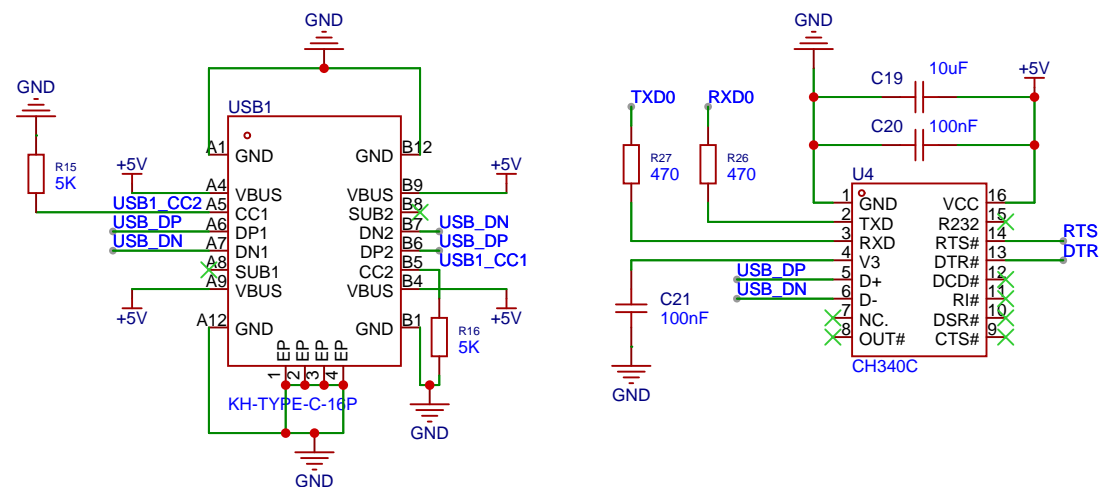 GND
USB1
GND
R15
5K
A1
GND
GND
B12
+5V
+5V
A4
VBUS
VBUS
B9
USB1_CC2
A5
CC1
SUB2
B8
USB_DP
A6
DP1
DN2
B7
USB_DN
USB_DN
A7
DN1
DP2
B6
USB_DP
A8
SUB1
CC2
B5
USB1_CC1
A9
VBUS
VBUS
B4
+5V
+5V
A12
GND
GND
B1
R16
5K
EP
EP
EP
EP
1
2
3
4
KH-TYPE-C-16P
GND
GND
GND
C19
10uF
+5V
TXD0
RXD0
C20
100nF
R27
470
R26
470
U4
1
GND
VCC
16
2
TXD
R232
15
3
RXD
RTS#
14
RTS
4
V3
DTR#
13
DTR
USB_DP
5
D+
DCD#
12
USB_DN
6
D-
RI#
11
7
NC.
DSR#
10
8
OUT#
CTS#
9
CH340C
C21
100nF
GND